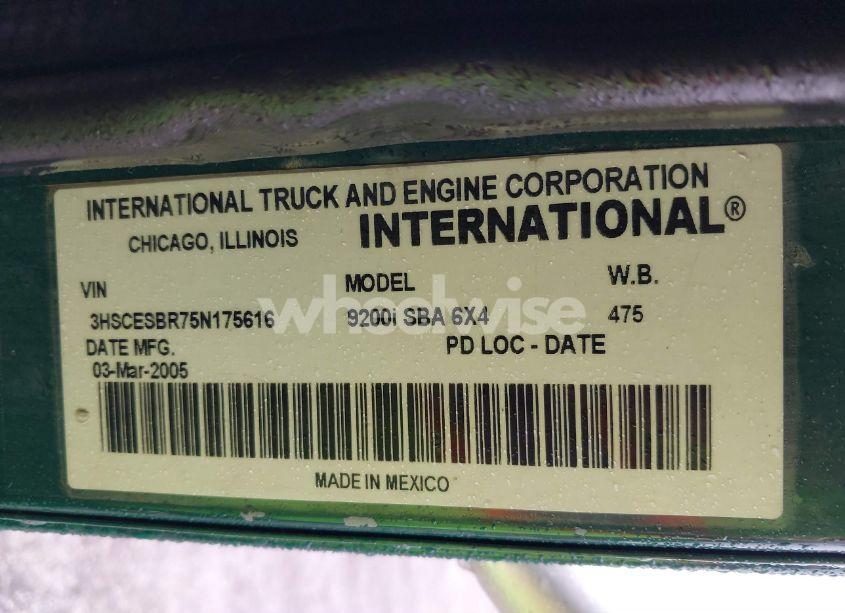 INTERNATIONAL TRUCK AND ENGINE CORPORATION
CHICAGO, ILLINOIS INTERNATIONAL®
VIN MODEL W.B.
3HSCESBR75N175616 9200i SBA 6X4 475
DATE MFG. PD LOC - DATE
03-Mar-2005
MADE IN MEXICO
wheelwise